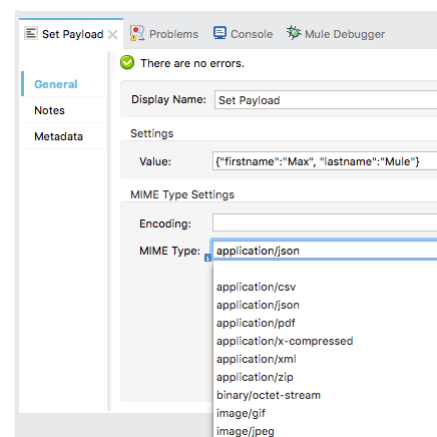 Set Payload Problems Console Mule Debugger
There are no errors.
General
Notes
Metadata
Display Name: Set Payload
Settings
Value: {"firstname":"Max", "lastname":"Mule"}
MIME Type Settings
Encoding:
MIME Type: application/json
application/csv
application/json
application/pdf
application/x-compressed
application/xml
application/zip
binary/octet-stream
image/gif
image/jpeg